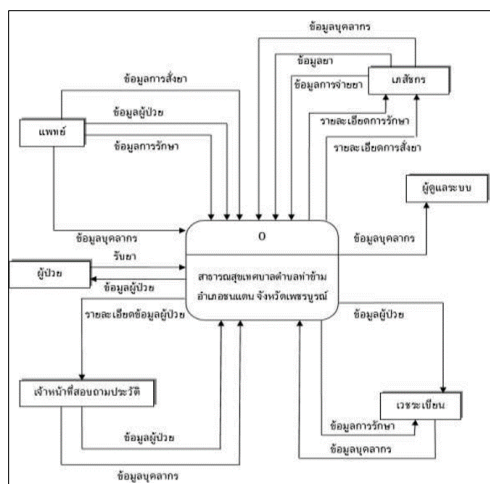 ข้อมูลบุคลากร
ข้อมูลยา
ข้อมูลการจ่ายยา
เภสัชกร
ข้อมูลการสั่งยา
ข้อมูลผู้ป่วย
แพทย์
ข้อมูลการรักษา
รายละเอียดการรักษา
รายละเอียดการสั่งยา
ผู้ดูแลระบบ
ข้อมูลบุคลากร
0
ข้อมูลบุคลากร
รับยา
ผู้ป่วย
ข้อมูลผู้ป่วย
สาธารณสุขเทศบาลตำบลท่าข้าม
อำเภอชนแดน จังหวัดเพชรบูรณ์
รายละเอียดข้อมูลผู้ป่วย
ข้อมูลผู้ป่วย
เจ้าหน้าที่สอบถามประวัติ
เวชระเบียน
ข้อมูลการรักษา
ข้อมูลผู้ป่วย
ข้อมูลบุคลากร
ข้อมูลบุคลากร